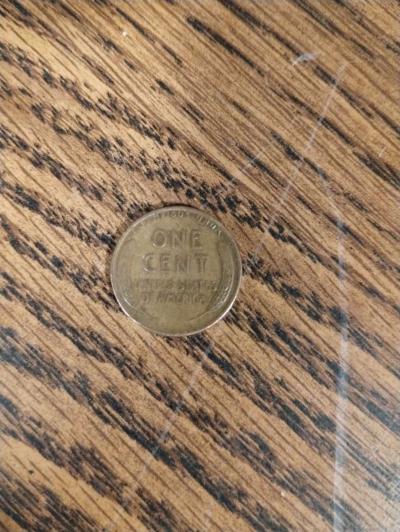 ONE
CENT
UNITED STATES
OF AMERICA